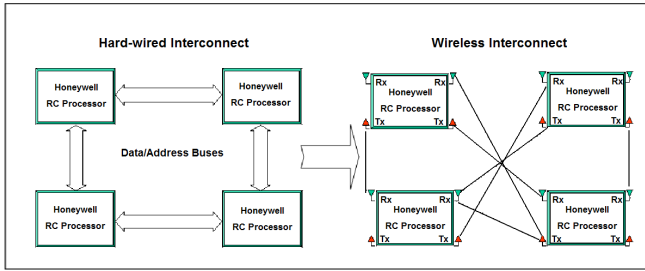 Hard-wired Interconnect
Wireless Interconnect
Honeywell
RC Processor
Honeywell
RC Processor
Data/Address Buses
Honeywell
RC Processor
Honeywell
RC Processor
Rx Rx
Honeywell
RC Processor
Tx Tx
Rx Rx
Honeywell
RC Processor
Tx Tx
Rx Rx
Honeywell
RC Processor
Tx Tx
Rx Rx
Honeywell
RC Processor
Tx Tx